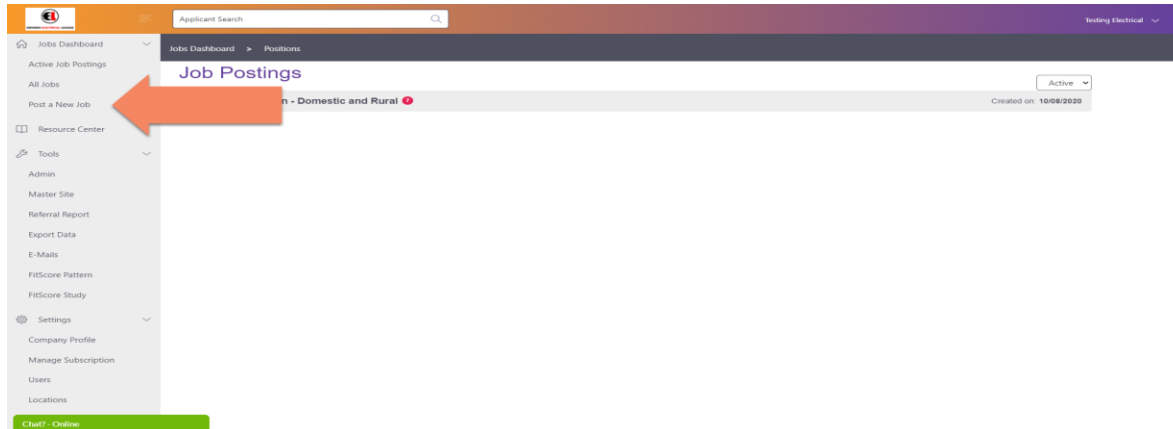 Applicant Search
Testing Electrical
Jobs Dashboard
Active Job Postings
All Jobs
Post a New Job
Resource Center
Tools
Admin
Master Site
Referral Report
Export Data
E-Mails
FitScore Pattern
FitScore Study
Settings
Company Profile
Manage Subscription
Users
Locations
Chat? - Online
Jobs Dashboard > Positions
Job Postings
Active
- Domestic and Rural
Created on: 10/08/2020